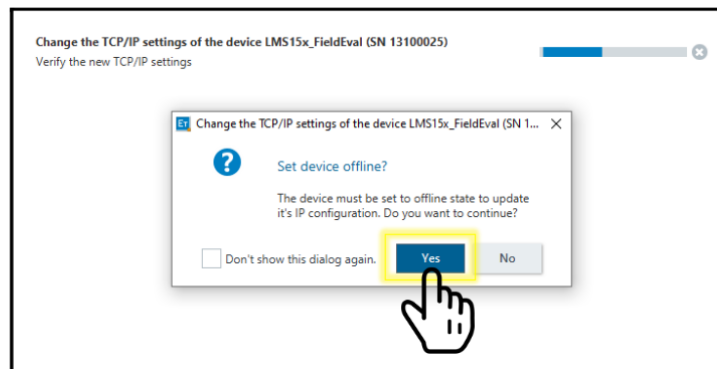 Change the TCP/IP settings of the device LMS15x_FieldEval (SN 13100025)
Verify the new TCP/IP settings
ET Change the TCP/IP settings of the device LMS15x_FieldEval (SN 1...
Set device offline?
The device must be set to offline state to update
it's IP configuration. Do you want to continue?
Don't show this dialog again. Yes No